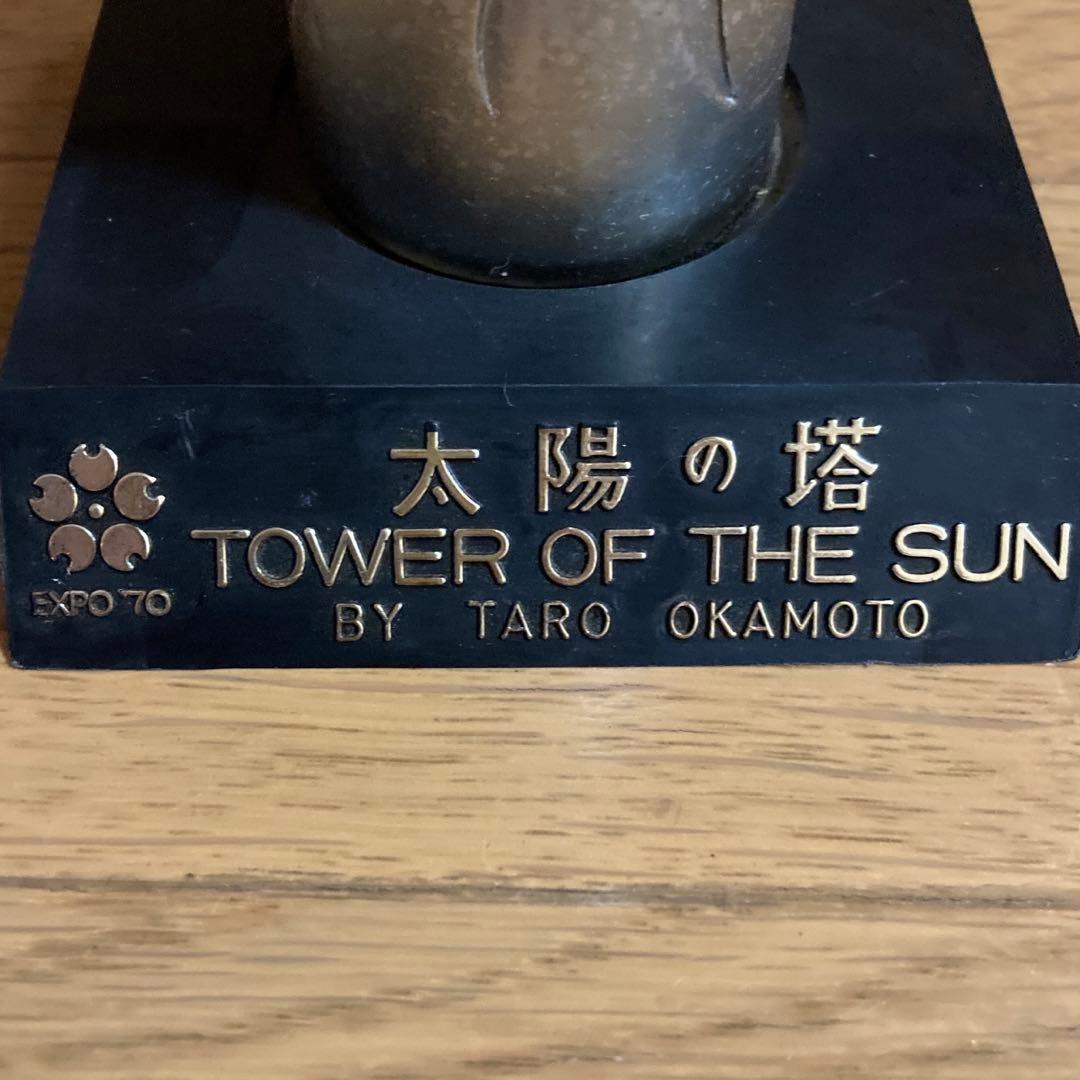 太陽の塔
TOWER OF THE SUN
BY TARO OKAMOTO
EXPO '70